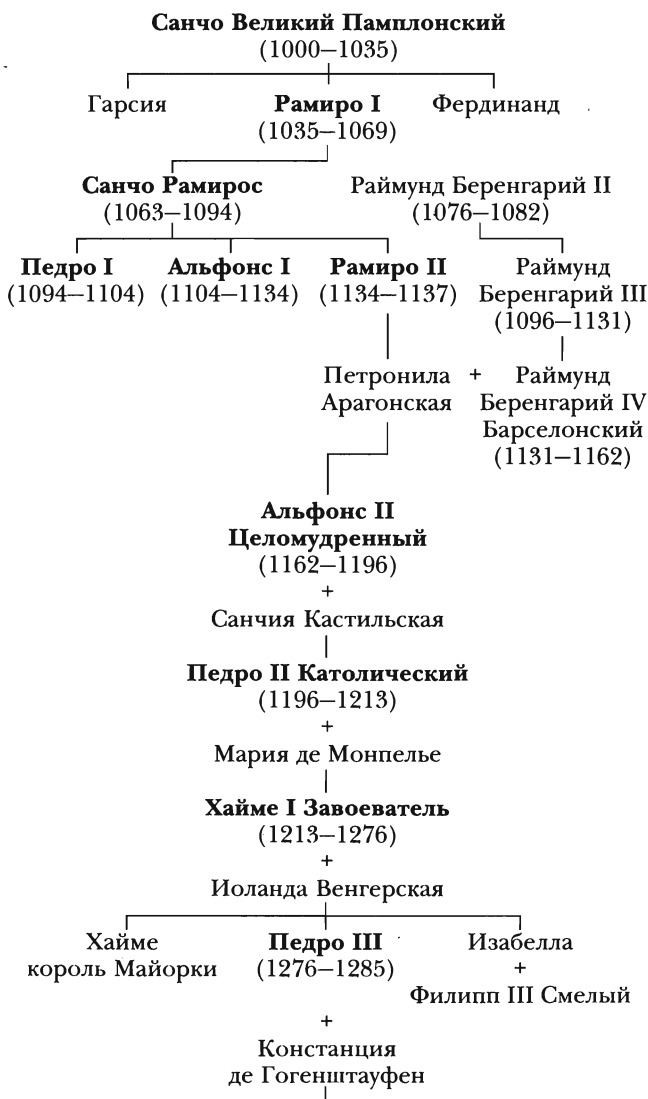 Санчо Великий Памплонский
(1000–1035)
Гарсия
Рамиро I
Фердинанд
(1035–1069)
Санчо Рамирос
Раймунд Беренгарий II
(1063–1094)
(1076–1082)
Педро I
Альфонс I
Рамиро II
Раймунд
(1094–1104)
(1104–1134)
(1134–1137)
Беренгарий III
(1096–1131)
Петронила
+
Раймунд
Арагонская
Беренгарий IV
Барселонский
(1131–1162)
Альфонс II
Целомудренный
(1162–1196)
+
Санчия Кастильская
Педро II Католический
(1196–1213)
+
Мария де Монпелье
Хайме I Завоеватель
(1213–1276)
+
Иоланда Венгерская
Хайме
Педро III
Изабелла
король Майорки
(1276–1285)
+
Филипп III Смелый
+
Констанция
де Гогенштауфен